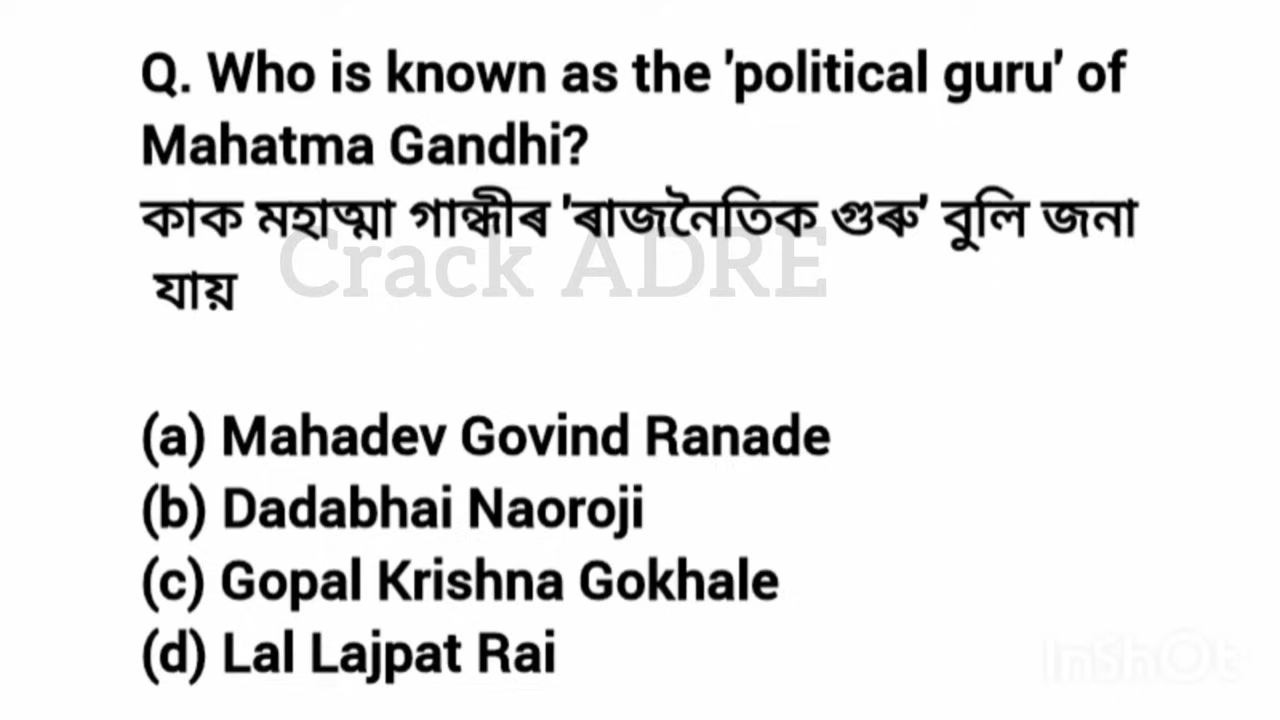 Q. Who is known as the 'political guru' of
Mahatma Gandhi?
কাক মহাত্মা গান্ধীৰ 'ৰাজনৈতিক গুৰু' বুলি জনা
যায়
Crack ADRE
(a) Mahadev Govind Ranade
(b) Dadabhai Naoroji
(c) Gopal Krishna Gokhale
(d) Lal Lajpat Rai
InShOt